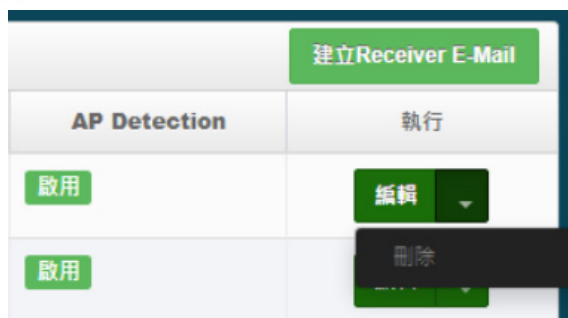 建立Receiver E-Mail
AP Detection
執行
啟用
編輯
刪除
啟用